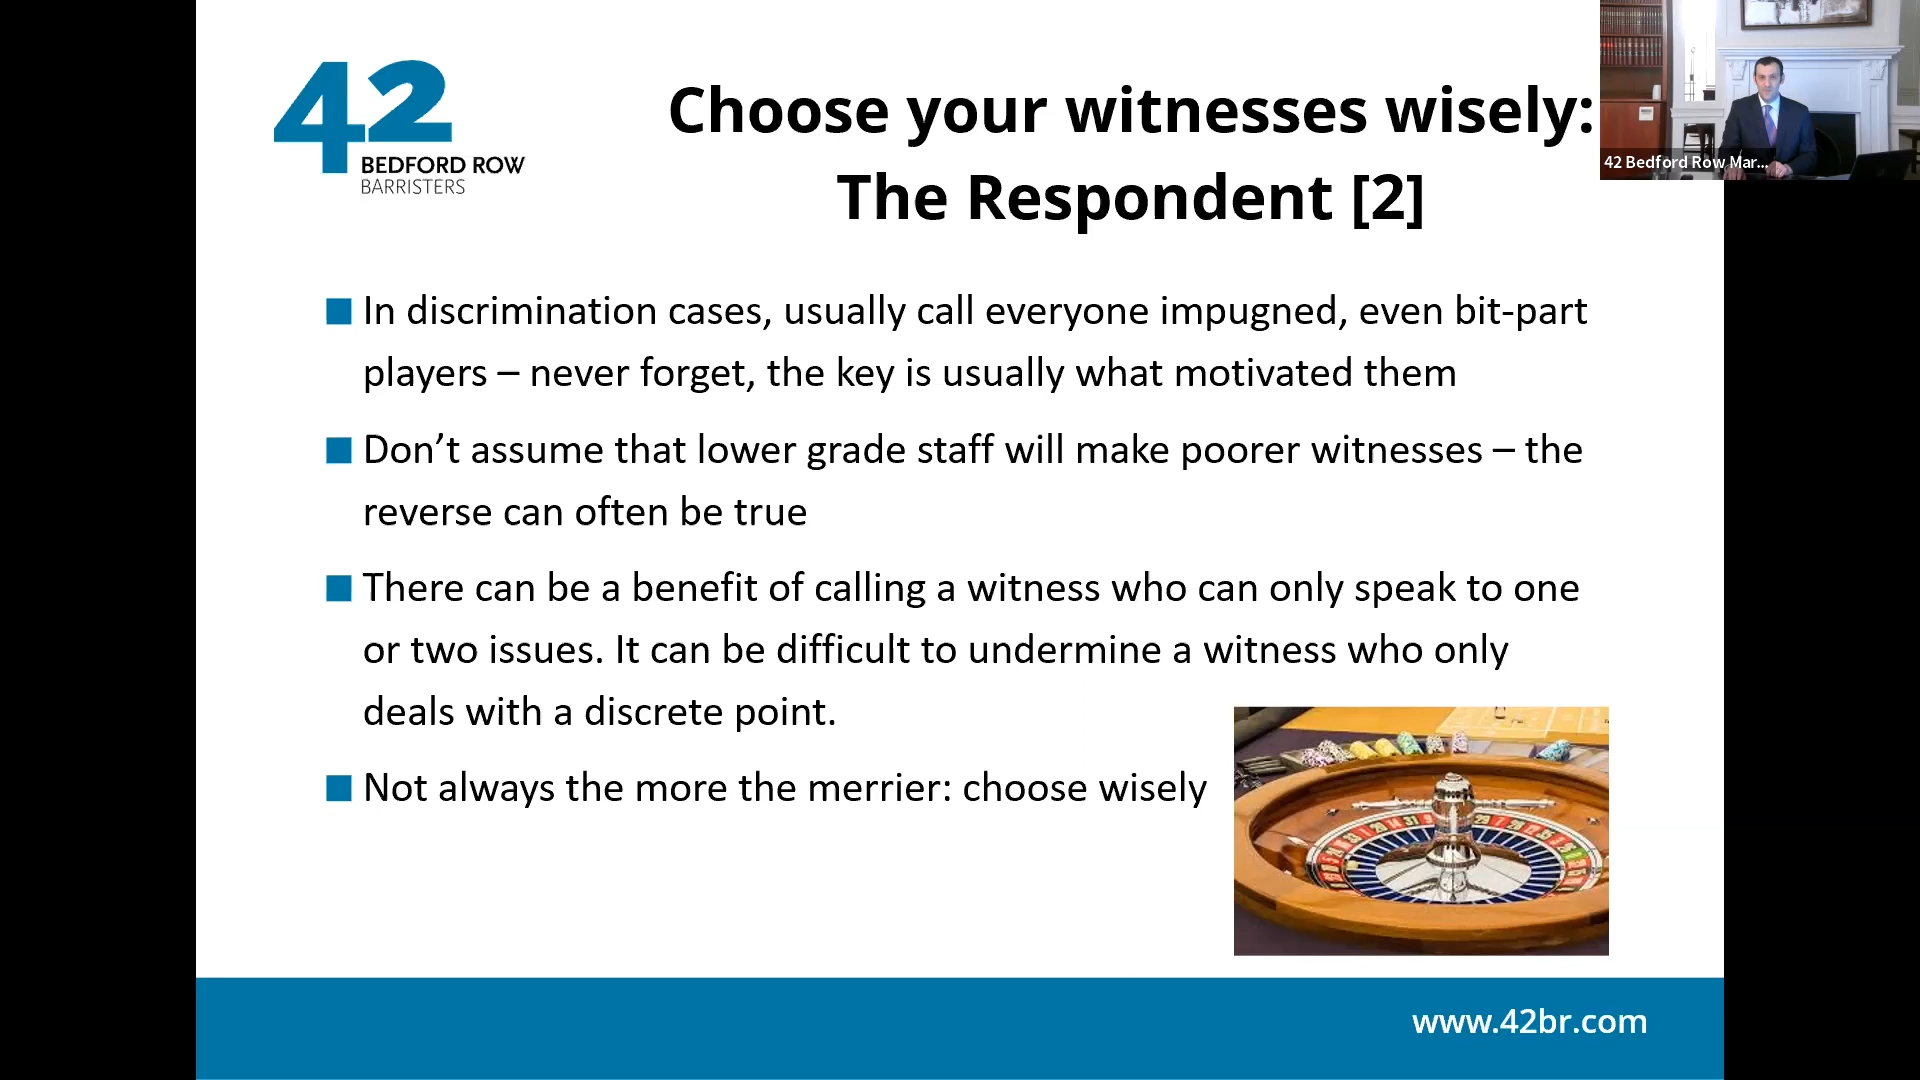 42
BEDFORD ROW
BARRISTERS
Choose your witnesses wisely:
The Respondent [2]
42 Bedford Row Mar...
■ In discrimination cases, usually call everyone impugned, even bit-part
players – never forget, the key is usually what motivated them
■ Don’t assume that lower grade staff will make poorer witnesses – the
reverse can often be true
■ There can be a benefit of calling a witness who can only speak to one
or two issues. It can be difficult to undermine a witness who only
deals with a discrete point.
■ Not always the more the merrier: choose wisely
www.42br.com